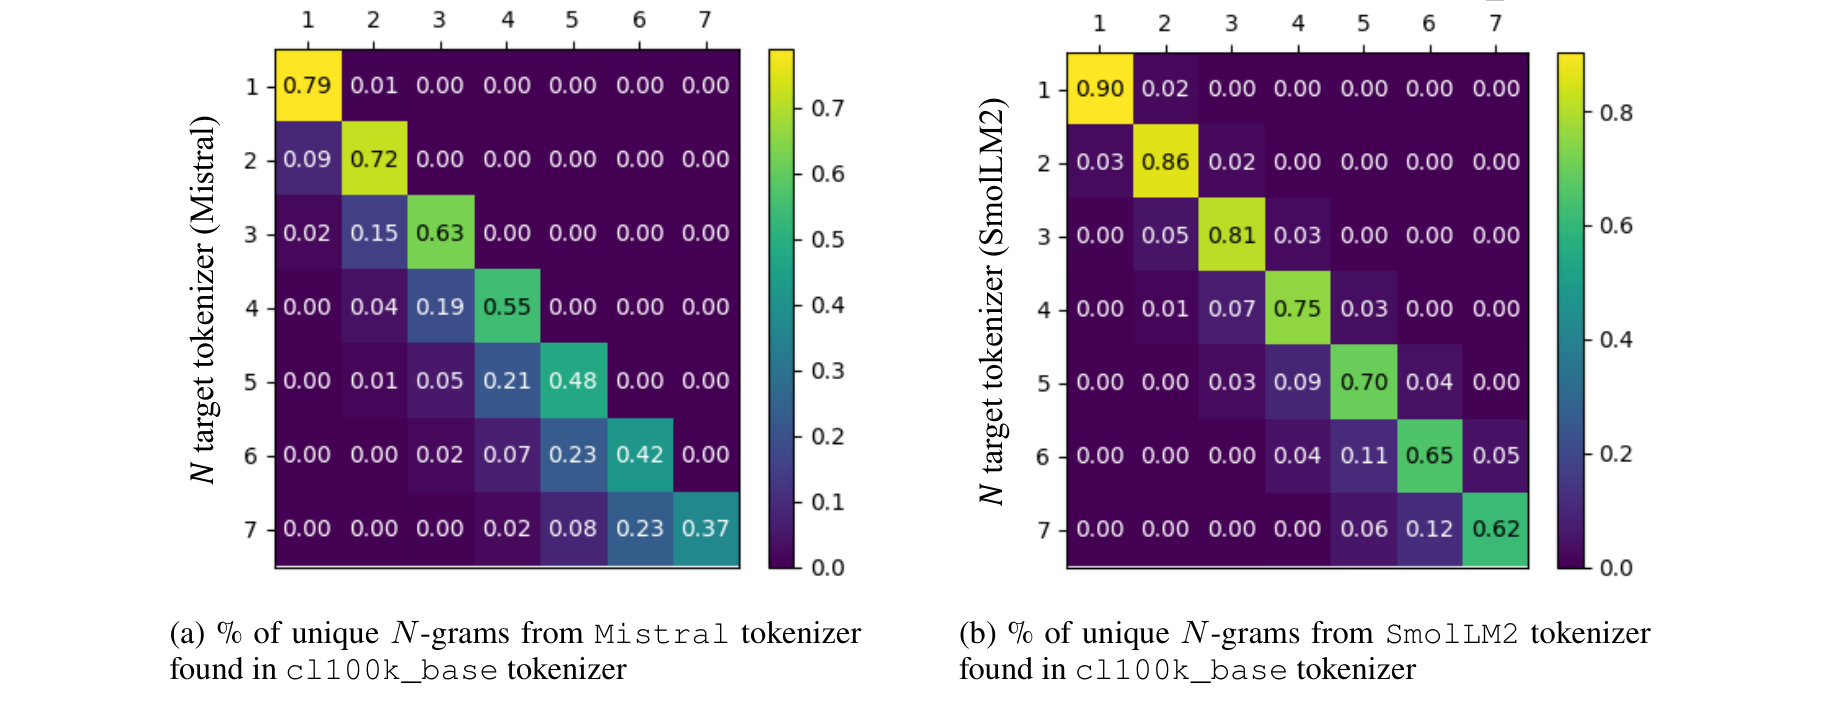 1 2 3 4 5 6 7
N target tokenizer (Mistral)
1 0.79 0.01 0.00 0.00 0.00 0.00 0.00
2 0.09 0.72 0.00 0.00 0.00 0.00 0.00
3 0.02 0.15 0.63 0.00 0.00 0.00 0.00
4 0.00 0.04 0.19 0.55 0.00 0.00 0.00
5 0.00 0.01 0.05 0.21 0.48 0.00 0.00
6 0.00 0.00 0.02 0.07 0.23 0.42 0.00
7 0.00 0.00 0.00 0.02 0.08 0.23 0.37
0.7
0.6
0.5
0.4
0.3
0.2
0.1
0.0
(a) % of unique N-grams from Mistral tokenizer
found in cl100k_base tokenizer
1 2 3 4 5 6 7
N target tokenizer (SmolLM2)
1 0.90 0.02 0.00 0.00 0.00 0.00 0.00
2 0.03 0.86 0.02 0.00 0.00 0.00 0.00
3 0.00 0.05 0.81 0.03 0.00 0.00 0.00
4 0.00 0.01 0.07 0.75 0.03 0.00 0.00
5 0.00 0.00 0.03 0.09 0.70 0.04 0.00
6 0.00 0.00 0.00 0.04 0.11 0.65 0.05
7 0.00 0.00 0.00 0.00 0.06 0.12 0.62
0.8
0.6
0.4
0.2
0.0
(b) % of unique N-grams from SmolLM2 tokenizer
found in cl100k_base tokenizer